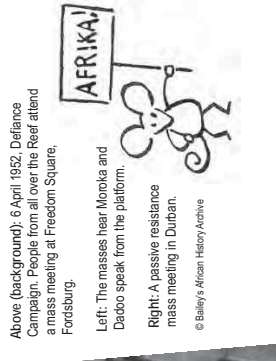 Above (background): 6 April 1952, Defiance
Campaign. People from all over the Reef attend
a mass meeting at Freedom Square,
Fordsburg.
Left: The masses hear Moroka and
Dadoo speak from the platform.
Right: A passive resistance
mass meeting in Durban.
© Bailey's African History Archive
AFRIKA!